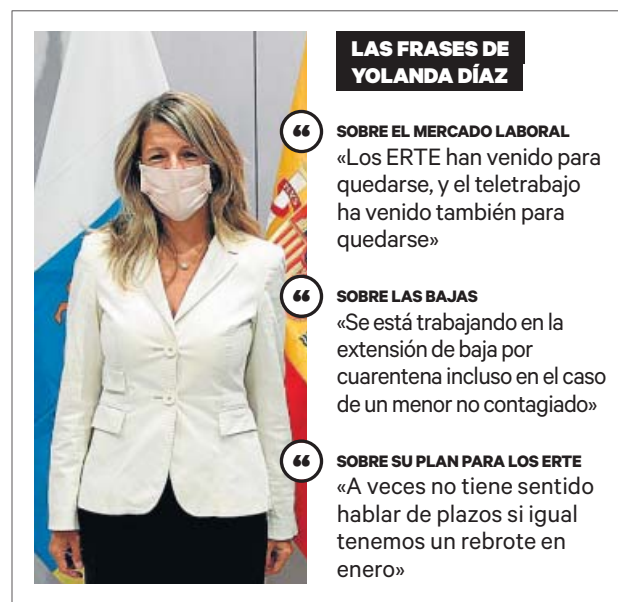 LAS FRASES DE
YOLANDA DÍAZ
SOBRE EL MERCADO LABORAL
«Los ERTE han venido para
quedarse, y el teletrabajo
ha venido también para
quedarse»
SOBRE LAS BAJAS
«Se está trabajando en la
extensión de baja por
cuarentena incluso en el caso
de un menor no contagiado»
SOBRE SU PLAN PARA LOS ERTE
«A veces no tiene sentido
hablar de plazos si igual
tenemos un rebrote en
enero»